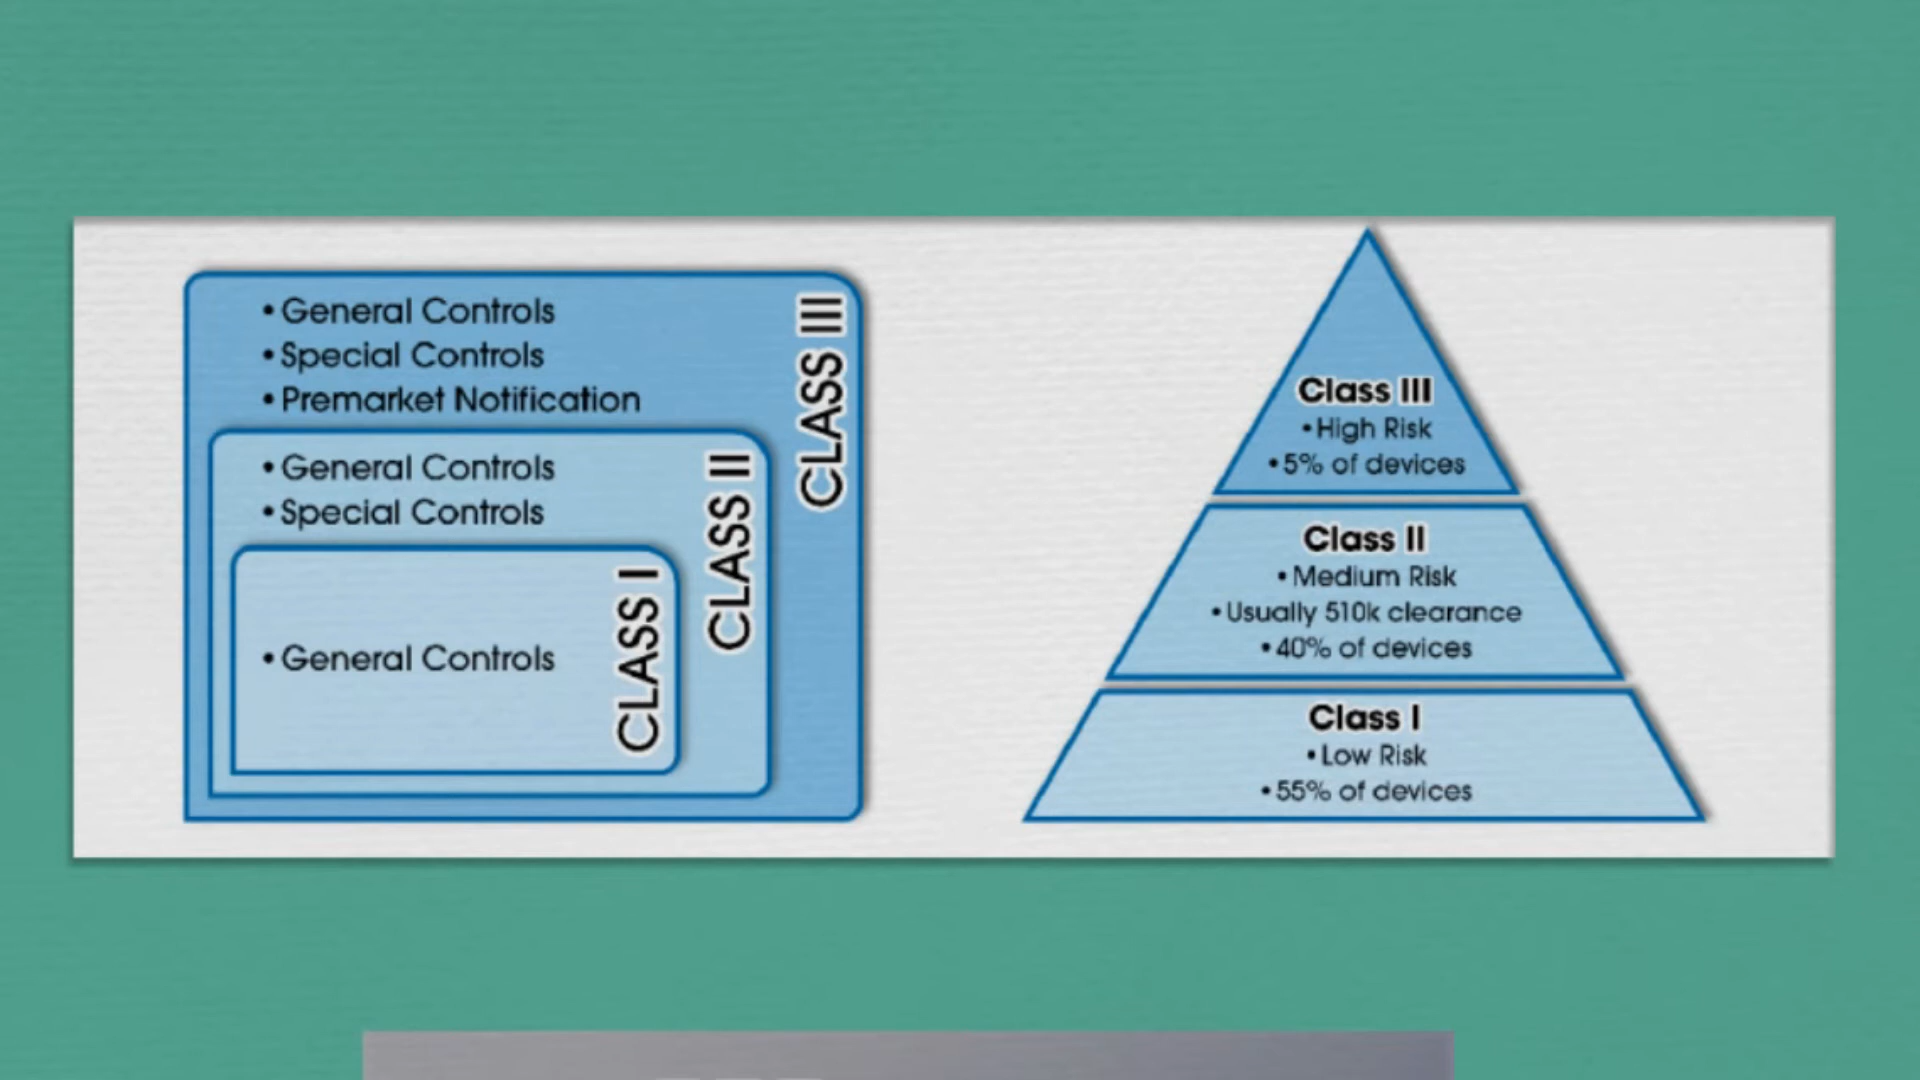 • General Controls
• Special Controls
• Premarket Notification
CLASS III
• General Controls
• Special Controls
CLASS II
• General Controls
CLASS I
Class III
• High Risk
• 5% of devices
Class II
• Medium Risk
• Usually 510k clearance
• 40% of devices
Class I
• Low Risk
• 55% of devices